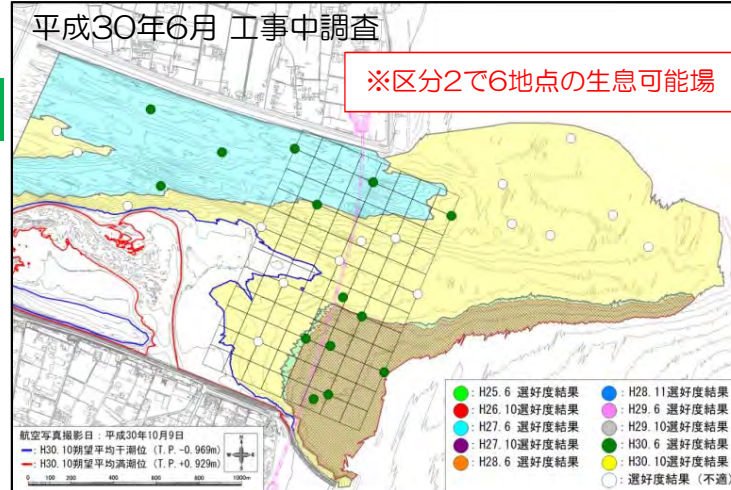 平成30年6月 工事中調査
※区分2で6地点の生息可能場
航空写真撮影日：平成30年10月9日
：H30.10朔望平均干潮位（T.P.-0.969m）
：H30.10朔望平均満潮位（T.P.+0.929m）
0 100 200 400 600 800 1000m
：H25.6 選好度結果
：H26.10選好度結果
：H27.6 選好度結果
：H27.10選好度結果
：H28.6 選好度結果
：H28.11選好度結果
：H29.6 選好度結果
：H29.10選好度結果
：H30.6 選好度結果
：H30.10選好度結果
：選好度結果（不適）